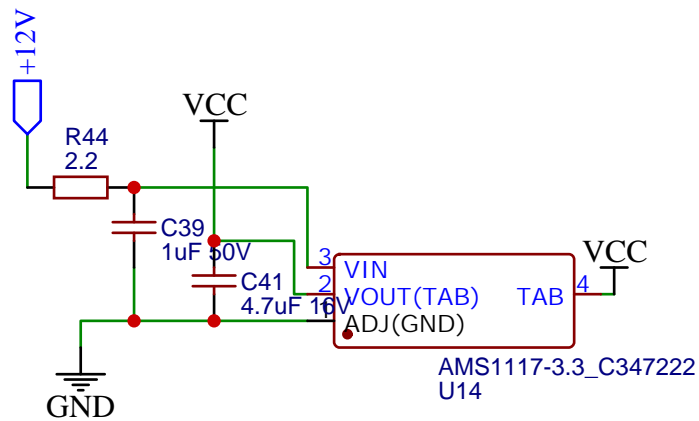 +12V
VCC
R44
2.2
C39
1uF 50V
C41
4.7uF 16V
3
VIN
2
VOUT(TAB)
TAB
4
VCC
1
ADJ(GND)
AMS1117-3.3_C347222
U14
GND